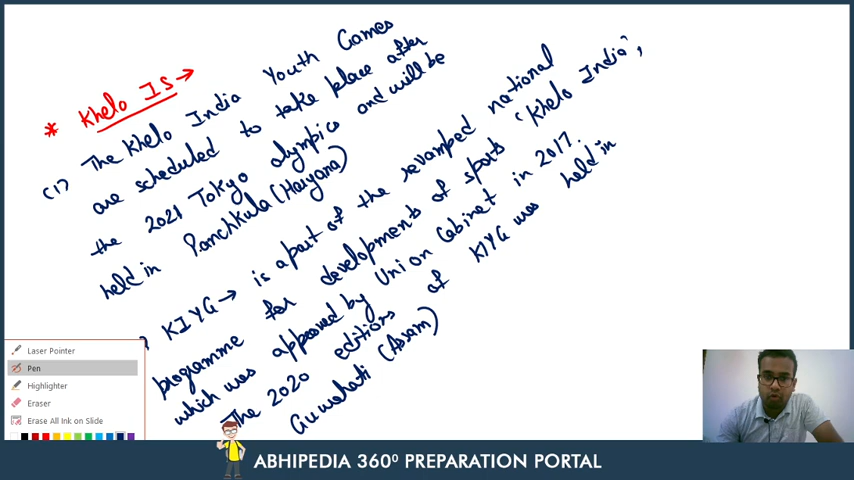 * Khelo IS →
(1) The Khelo India Youth Games
are scheduled to take place after
the 2021 Tokyo olympics and will be
held in Panchkula (Haryana)
) KIYG → is a part of the revamped national
programme for developments of sports "Khelo India",
which was approved by Union Cabinet in 2017.
The 2020 editions of KIYG was held in
Guwahati (Assam)
Laser Pointer
Pen
Highlighter
Eraser
Erase All Ink on Slide
ABHIPEDIA 360° PREPARATION PORTAL